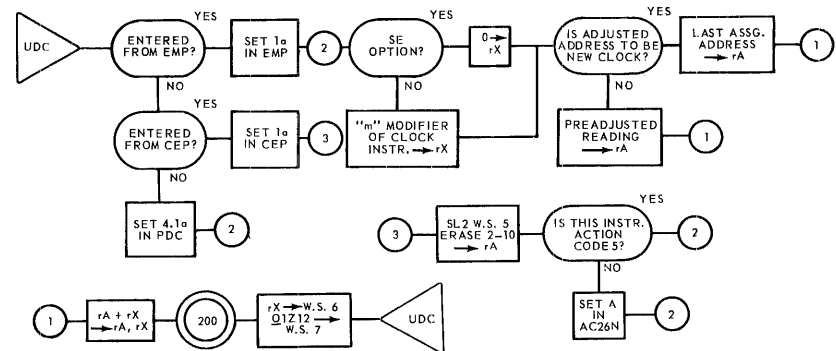 UDC
ENTERED
FROM EMP?
YES
NO
SET 1a
IN EMP
2
SE
OPTION?
YES
NO
0 →
rX
"m" MODIFIER
OF CLOCK
INSTR. → rX
IS ADJUSTED
ADDRESS TO BE
NEW CLOCK?
YES
NO
LAST ASSG.
ADDRESS
→ rA
1
PREADJUSTED
READING
→ rA
1
ENTERED
FROM CEP?
YES
NO
SET 1a
IN CEP
3
SET 4.1a
IN PDC
2
3
SL2 W.S. 5
ERASE 2-10
→ rA
IS THIS INSTR.
ACTION
CODE 5?
YES
NO
2
SET A
IN
AC26N
2
1
rA + rX
→ rA, rX
200
rX → W.S. 6
01Z12 →
W.S. 7
UDC